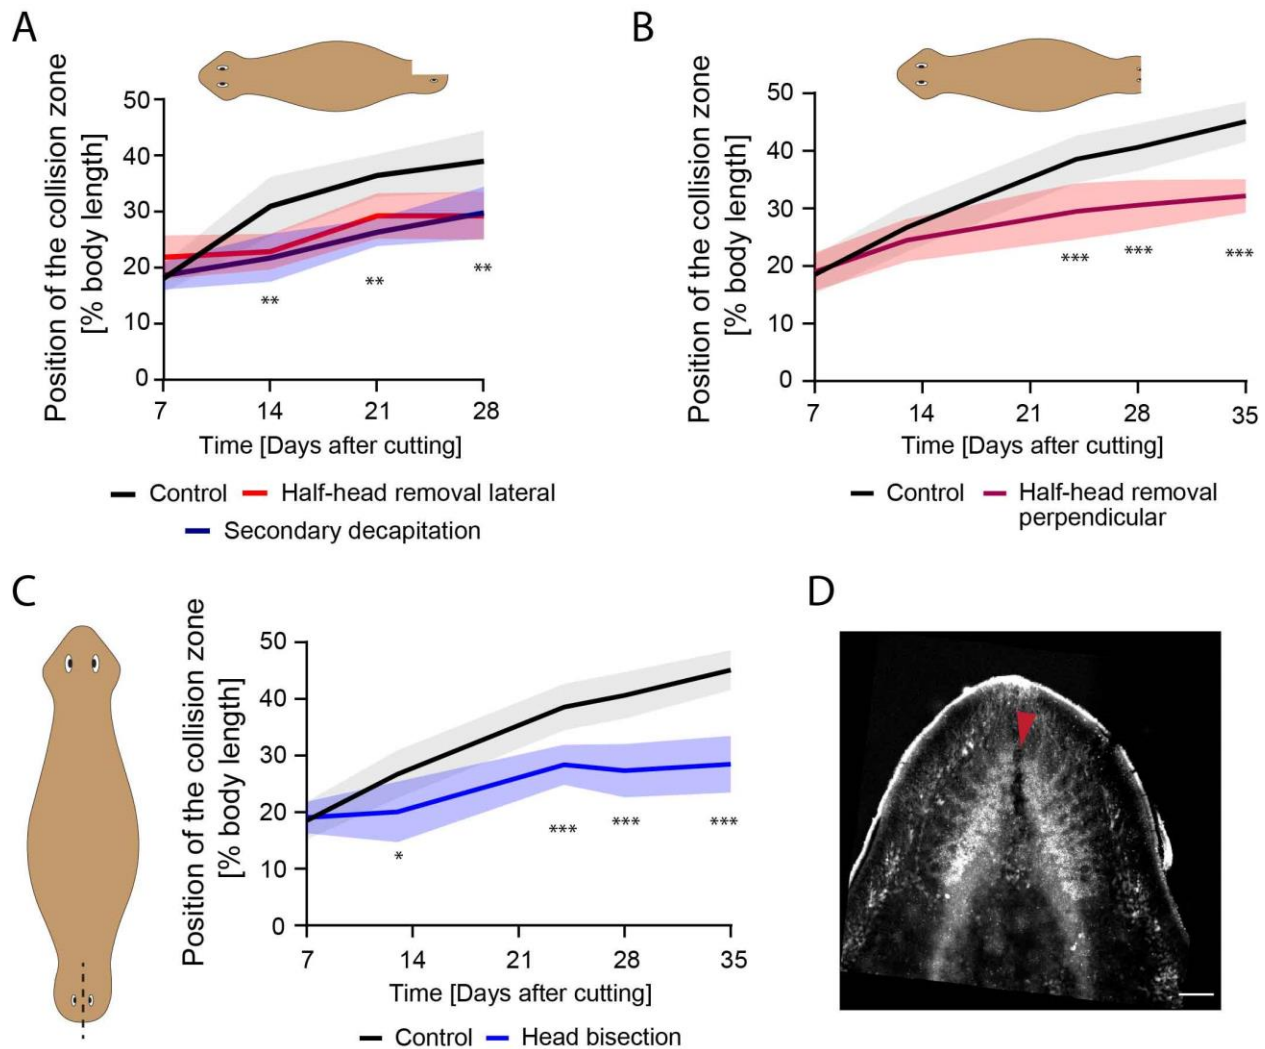 A
Position of the collision zone
[% body length]
50
40
30
20
10
0
**
**
**
7
14
21
28
Time [Days after cutting]
Control
Half-head removal lateral
Secondary decapitation
B
Position of the collision zone
[% body length]
50
40
30
20
10
0
***
***
***
7
14
21
28
35
Time [Days after cutting]
Control
Half-head removal
perpendicular
C
Position of the collision zone
[% body length]
50
40
30
20
10
0
*
***
***
***
7
14
21
28
35
Time [Days after cutting]
Control
Head bisection
D